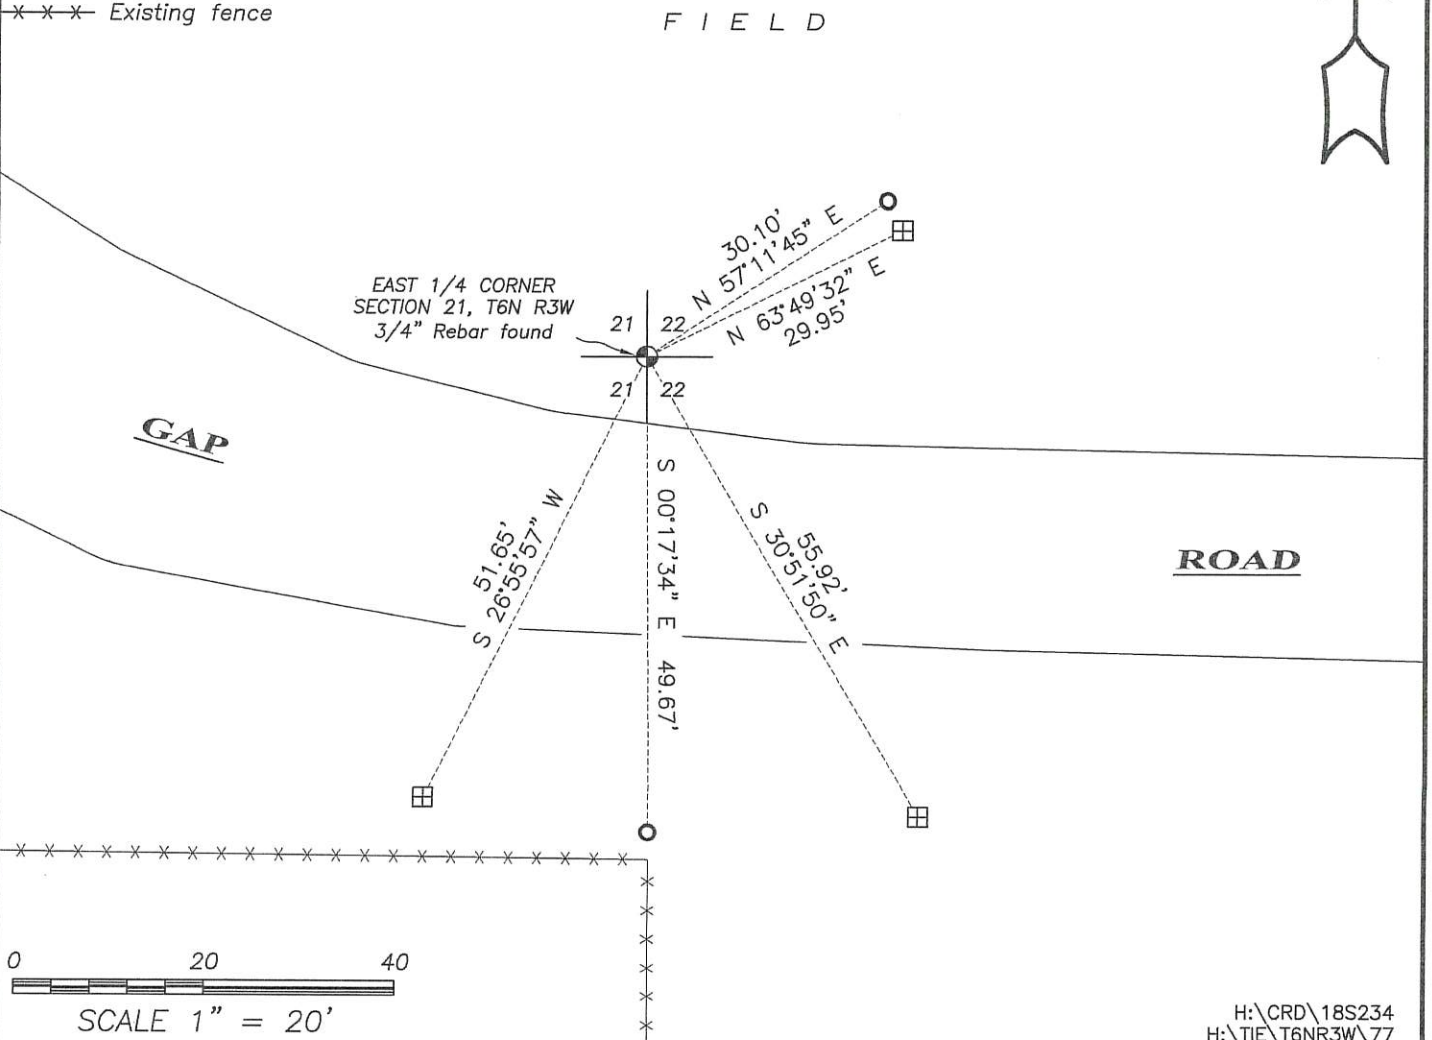 Existing fence
FIELD
30.10'
N 57°11'45" E
N 63°49'32" E
29.95'
EAST 1/4 CORNER
SECTION 21, T6N R3W
3/4" Rebar found
21 22
21 22
GAP
ROAD
51.65'
S 26°55'57" W
S 00°17'34" E 49.67'
55.92'
S 30°51'50" E
0 20 40
SCALE 1" = 20'
H:\CRD\18S234
H:\TIE\T6NR3W\77